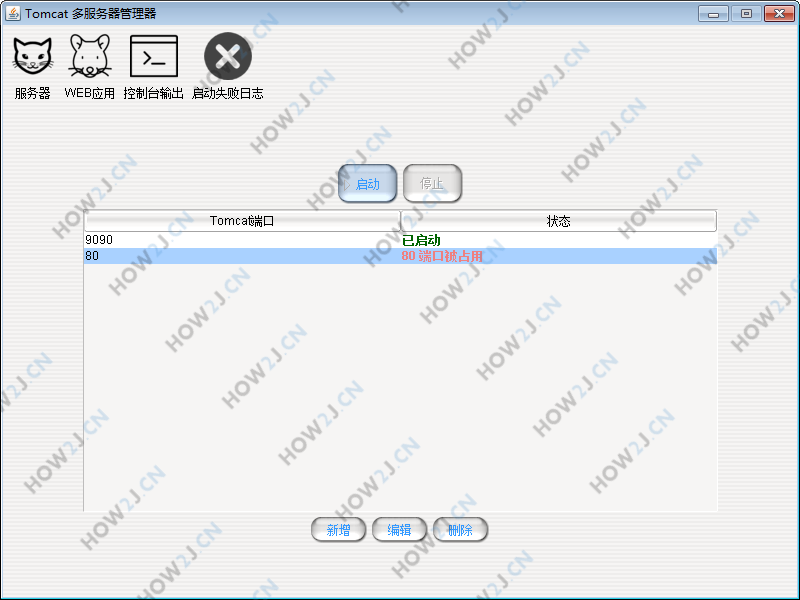 Tomcat 多服务器管理器
服务器 WEB应用 控制台输出 启动失败日志
启动 停止
Tomcat端口 状态
9090 已启动
80 80 端口被占用
新增 编辑 删除
HOW2J.CN